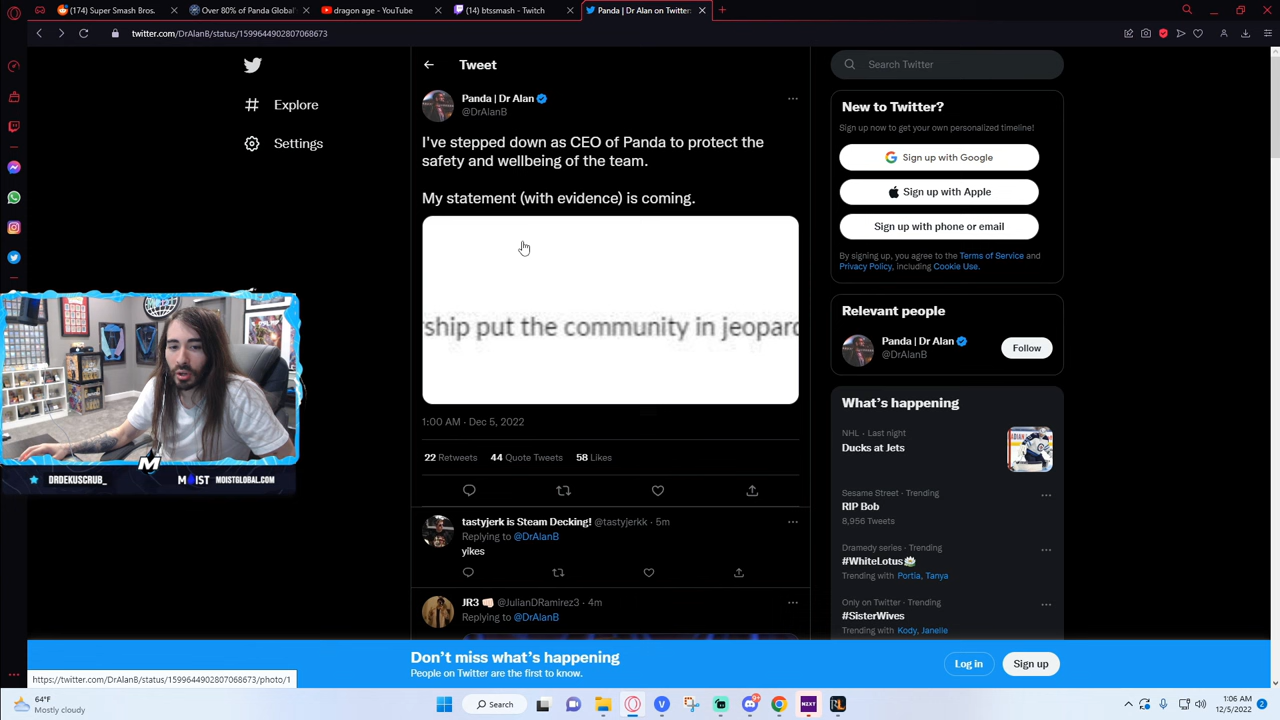 (174) Super Smash Bros.
Over 80% of Panda Global
dragon age - YouTube
(14) btssmash - Twitch
Panda | Dr Alan on Twitter:
twitter.com/DrAlanB/status/1599644902807068673
Explore
Settings
Tweet
Panda | Dr Alan
@DrAlanB
I've stepped down as CEO of Panda to protect the
safety and wellbeing of the team.
My statement (with evidence) is coming.
ship put the community in jeopard
1:00 AM · Dec 5, 2022
22 Retweets 44 Quote Tweets 58 Likes
tastyjerk is Steam Decking! @tastyjerkk · 5m
Replying to @DrAlanB
yikes
JR3 @JulianDRamirez3 · 4m
Replying to @DrAlanB
Search Twitter
New to Twitter?
Sign up now to get your own personalized timeline!
Sign up with Google
Sign up with Apple
Sign up with phone or email
By signing up, you agree to the Terms of Service and
Privacy Policy, including Cookie Use.
Relevant people
Panda | Dr Alan
@DrAlanB
Follow
What's happening
NHL · Last night
Ducks at Jets
Sesame Street · Trending
RIP Bob
8,956 Tweets
Dramedy series · Trending
#WhiteLotus
Trending with Portia, Tanya
Only on Twitter · Trending
#SisterWives
Trending with Kody, Janelle
DRDEKUSCRUB_
M
MOIST MOISTGLOBAL.COM
Don't miss what's happening
People on Twitter are the first to know.
Log in
Sign up
https://twitter.com/DrAlanB/status/1599644902807068673/photo/1
64°F
Mostly cloudy
Search
NZXT
1:06 AM
12/5/2022
2